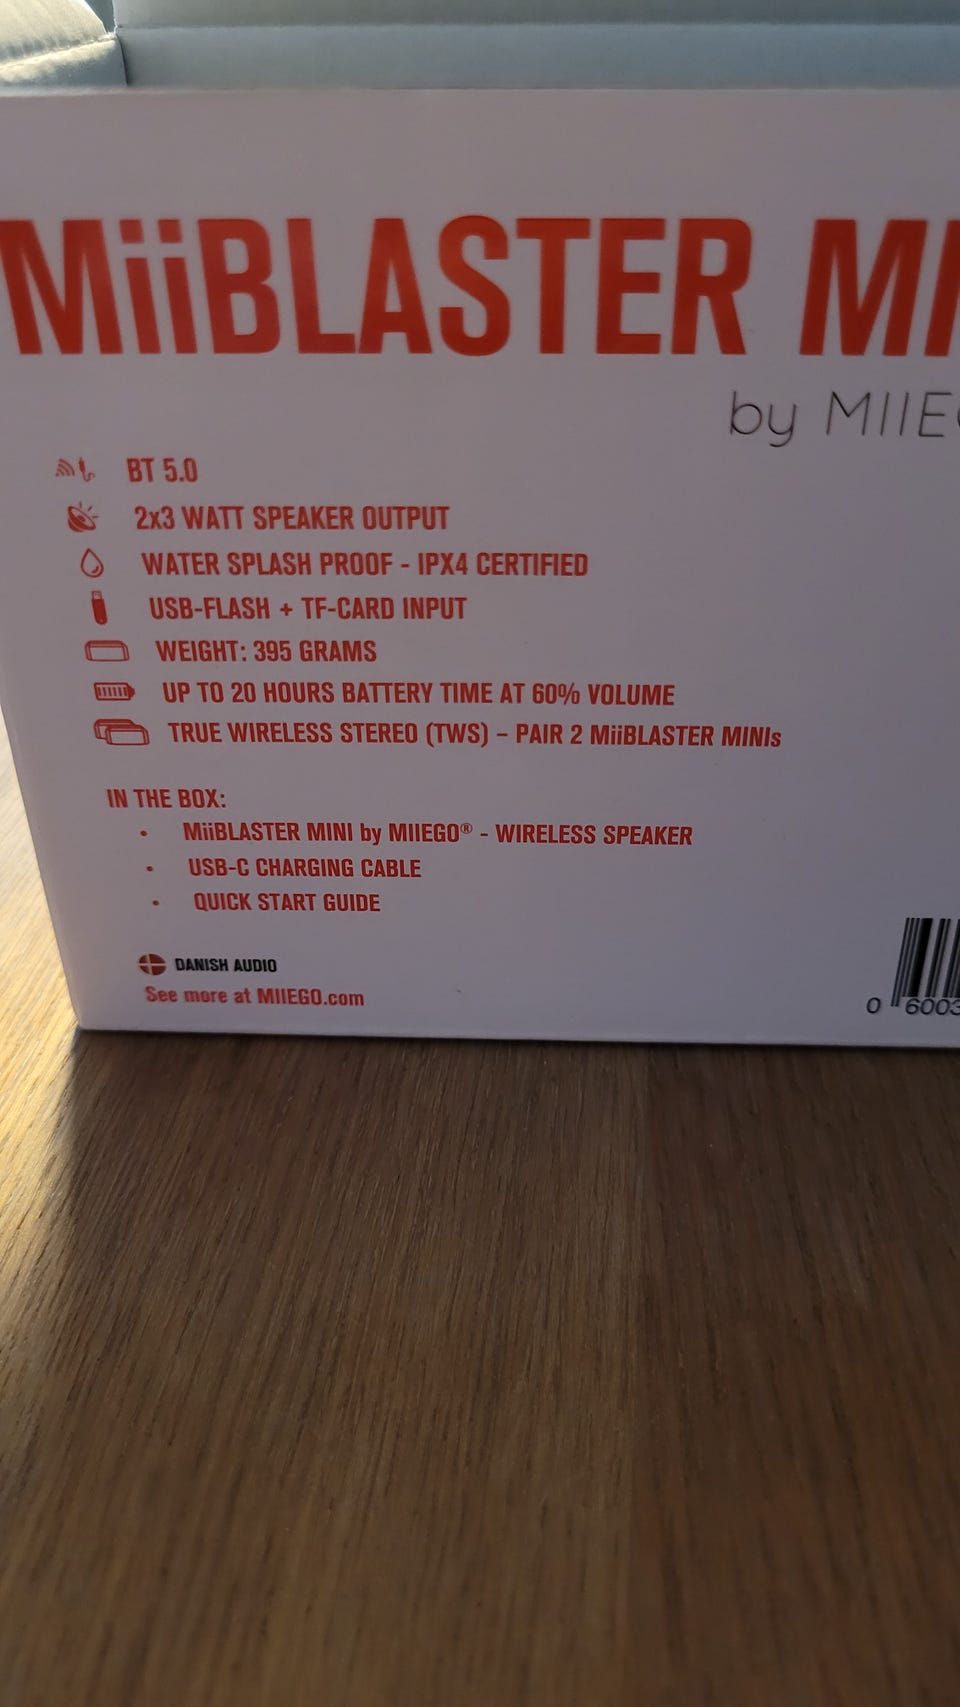 MiiBLASTER
by
BT 5.0
2x3 WATT SPEAKER OUTPUT
WATER SPLASH PROOF - IPX4 CERTIFIED
USB-FLASH + TF-CARD INPUT
WEIGHT: 395 GRAMS
UP TO 20 HOURS BATTERY TIME AT 60% VOLUME
TRUE WIRELESS STEREO (TWS) – PAIR 2 MiiBLASTER MINIs
IN THE BOX:
• MiiBLASTER MINI by MIIEGO® - WIRELESS SPEAKER
• USB-C CHARGING CABLE
• QUICK START GUIDE
DANISH AUDIO
See more at MIIEGO.com
0 6003